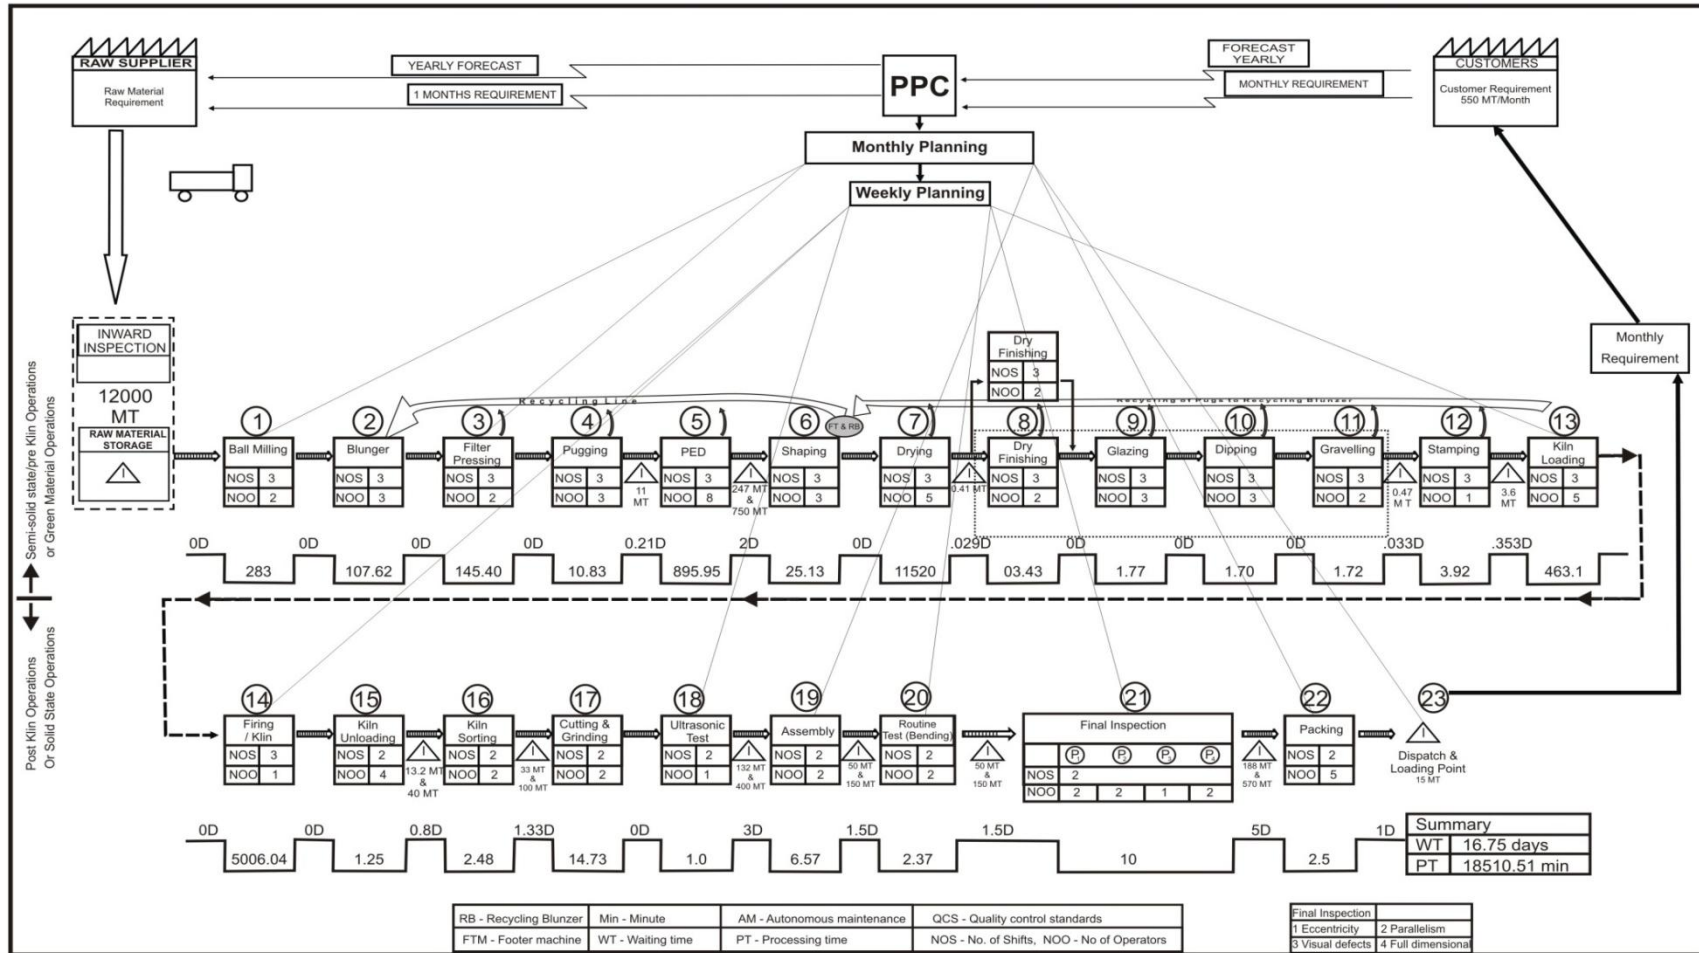 RAW SUPPLIER
Raw Material
Requirement
YEARLY FORECAST
1 MONTHS REQUIREMENT
PPC
FORECAST
YEARLY
MONTHLY REQUIREMENT
CUSTOMERS
Customer Requirement
550 MT/Month
Monthly Planning
Weekly Planning
INWARD
INSPECTION
12000
MT
RAW MATERIAL
STORAGE
I
Monthly
Requirement
Semi-solid state/pre Klin Operations
or Green Material Operations
Post Klin Operations
Or Solid State Operations
Recycling Line
FT & RB
Recycling of Pugs to Recycling Blunzer
Dry
Finishing
NOS 3
NOO 2
1
Ball Milling
NOS 3
NOO 2
2
Blunger
NOS 3
NOO 3
3
Filter
Pressing
NOS 3
NOO 2
4
Pugging
NOS 3
NOO 3
I
11
MT
5
PED
NOS 3
NOO 8
I
247 MT
&
750 MT
6
Shaping
NOS 3
NOO 3
7
Drying
NOS 3
NOO 5
I
0.41 MT
8
Dry
Finishing
NOS 3
NOO 2
9
Glazing
NOS 3
NOO 3
10
Dipping
NOS 3
NOO 3
11
Gravelling
NOS 3
NOO 2
I
0.47
M T
12
Stamping
NOS 3
NOO 1
I
3.6
MT
13
Kiln
Loading
NOS 3
NOO 5
0D 0D 0D 0D 0.21D 2D 0D .029D 0D 0D 0D .033D .353D
283 107.62 145.40 10.83 895.95 25.13 11520 03.43 1.77 1.70 1.72 3.92 463.1
14
Firing
/ Klin
NOS 3
NOO 1
15
Kiln
Unloading
NOS 2
NOO 4
I
13.2 MT
&
40 MT
16
Kiln
Sorting
NOS 2
NOO 2
I
33 MT
&
100 MT
17
Cutting &
Grinding
NOS 2
NOO 2
18
Ultrasonic
Test
NOS 2
NOO 1
I
132 MT
&
400 MT
19
Assembly
NOS 2
NOO 2
I
50 MT
&
150 MT
20
Routine
Test (Bending)
NOS 2
NOO 2
I
50 MT
&
150 MT
21
Final Inspection
NOS 2
NOO 2 2 1 2
I
188 MT
&
570 MT
22
Packing
NOS 2
NOO 5
23
I
Dispatch &
Loading Point
15 MT
0D 0D 0.8D 1.33D 0D 3D 1.5D 1.5D 5D 1D
5006.04 1.25 2.48 14.73 1.0 6.57 2.37 10 2.5
Summary
WT 16.75 days
PT 18510.51 min
RB - Recycling Blunzer Min - Minute AM - Autonomous maintenance QCS - Quality control standards
FTM - Footer machine WT - Waiting time PT - Processing time NOS - No. of Shifts, NOO - No of Operators
Final Inspection
1 Eccentricity 2 Parallelism
3 Visual defects 4 Full dimensional